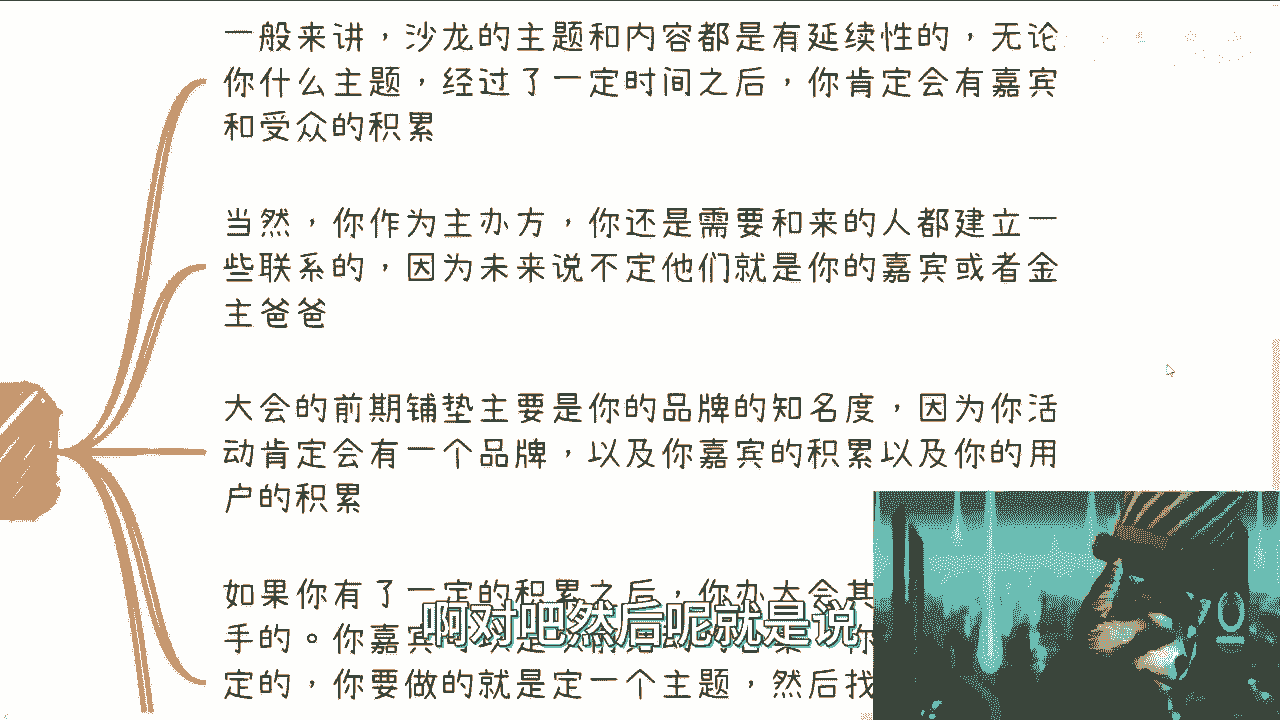 一般来讲，沙龙的主题和内容都是有延续性的，无论
你什么主题，经过了一定时间之后，你肯定会有嘉宾
和受众的积累
当然，你作为主办方，你还是需要和来的人都建立一
些联系的，因为未来说不定他们就是你的嘉宾或者金
主爸爸
大会的前期铺垫主要是你的品牌的知名度，因为你活
动肯定会有一个品牌，以及你嘉宾的积累以及你的用
户的积累
如果你有了一定的积累之后，你办大会其
手的。你嘉宾
定的，你要做的就是定一个主题，然后找
啊对吧然后呢就是说